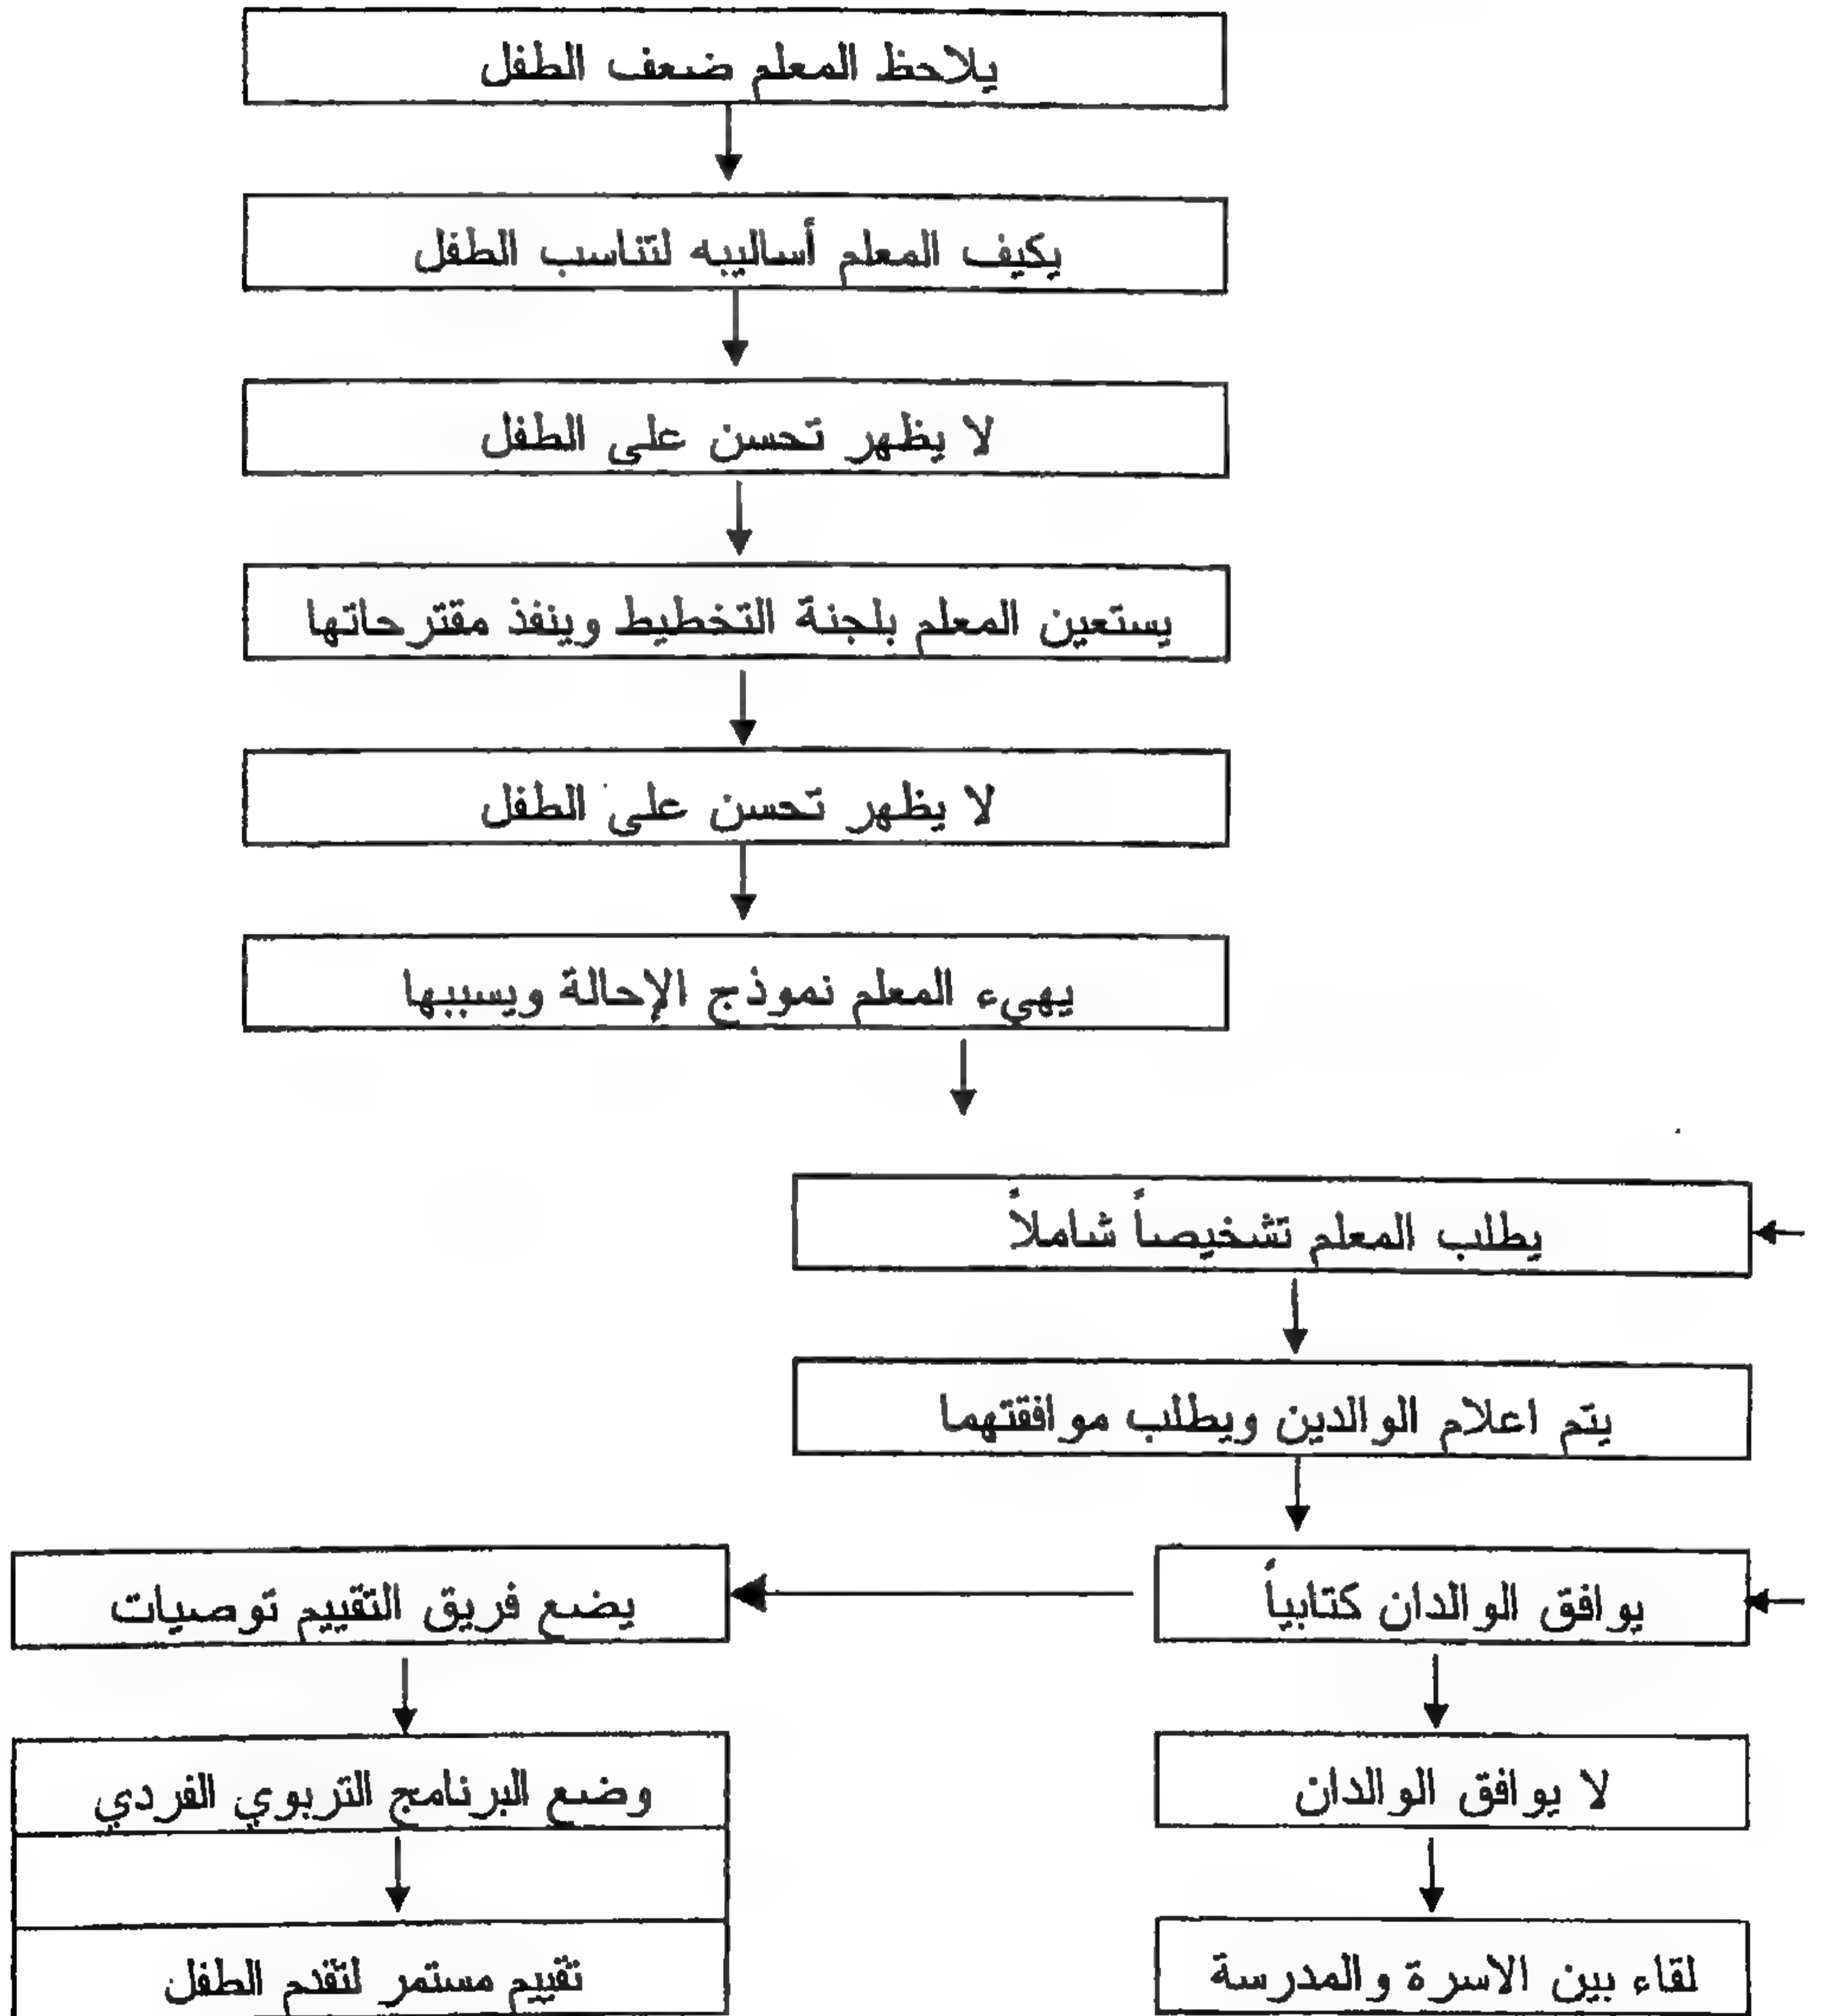 يلاحظ المعلم ضعف الطفل
يكيف المعلم أساليبه لتتناسب الطفل
لا يظهر تحسن على الطفل
يستعين المعلم بلجنة التخطيط وينفذ مقترحاتها
لا يظهر تحسن على الطفل
يهيء المعلم نموذج الإحالة ويسببها
يطلب المعلم تشخيصاً شاملاً
يتم اعلام الوالدين ويطلب موافقتهما
يوافق الوالدان كتابياً
يضع فريق التقييم توصيات
لا يوافق الوالدان
وضع البرنامج التربوي الفردي
لقاء بين الاسرة والمدرسة
تقييم مستمر لتقدم الطفل